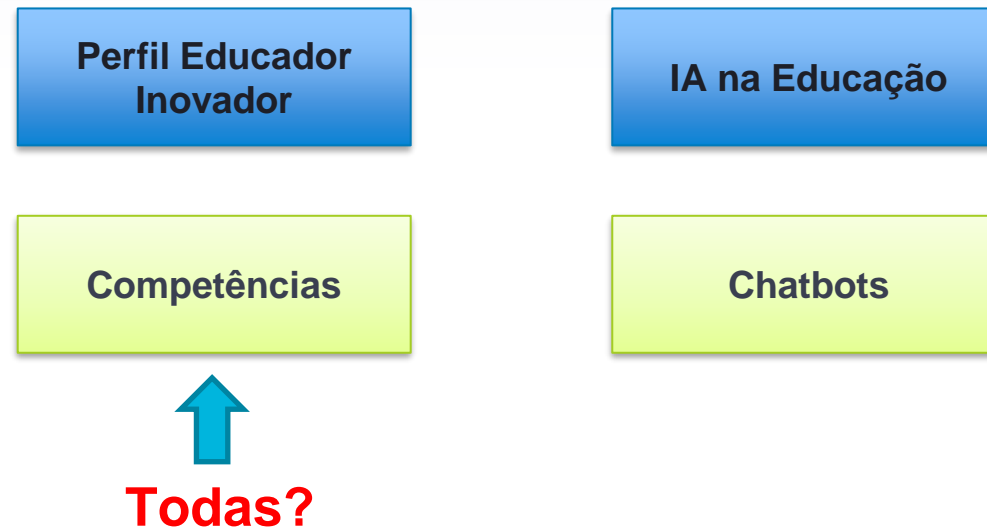 Perfil Educador
Inovador
IA na Educação
Competências
Chatbots
Todas?